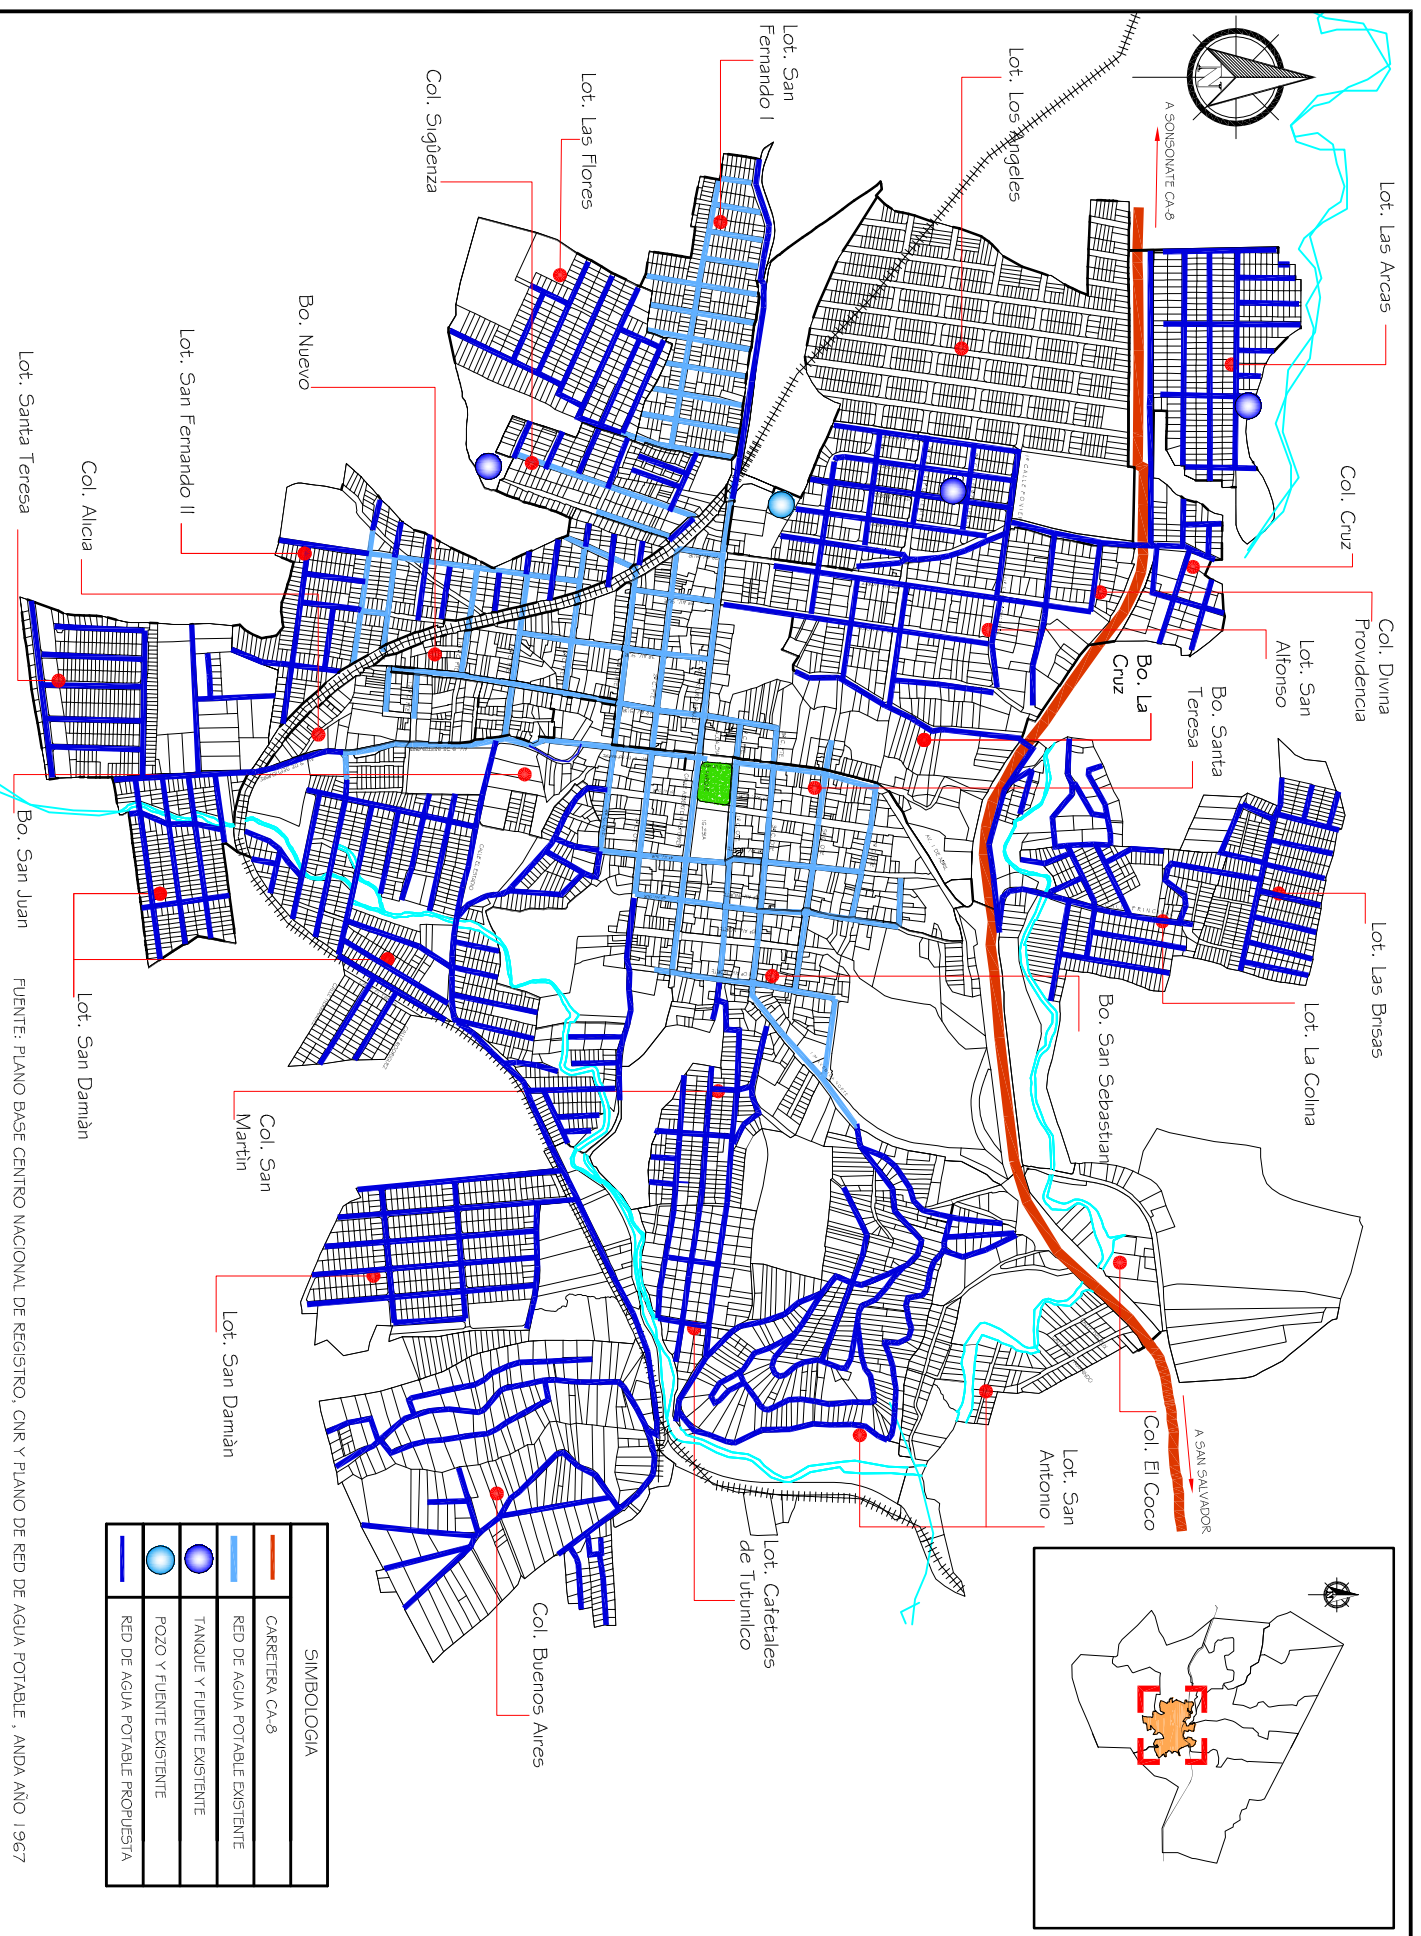 Lot. Las Arcas
A SONSONATE CA-8
Col. Cruz
Col. Divina
Providencia
Lot. San
Alfonso
Bo. Santa
Teresa
Bo. La
Cruz
Lot. Las Brisas
Lot. La Colina
Bo. San Sebastian
A SAN SALVADOR
Col. El Coco
Lot. San
Antonio
Lot. Cafetales
de Tutunilco
Lot. Los Angeles
Lot. San
Fernando I
Lot. Las Flores
Col. Sigüenza
Bo. Nuevo
Lot. San Fernando II
Col. Alicia
Lot. Santa Teresa
Bo. San Juan
Lot. San Damiàn
Col. San
Martìn
Lot. San Damiàn
Col. Buenos Aires
N
IGLESIA
SIMBOLOGIA
CARRETERA CA-8
RED DE AGUA POTABLE EXISTENTE
TANQUE Y FUENTE EXISTENTE
POZO Y FUENTE EXISTENTE
RED DE AGUA POTABLE PROPUESTA
FUENTE: PLANO BASE CENTRO NACIONAL DE REGISTRO, CNR Y PLANO DE RED DE AGUA POTABLE , ANDA AÑO 1967